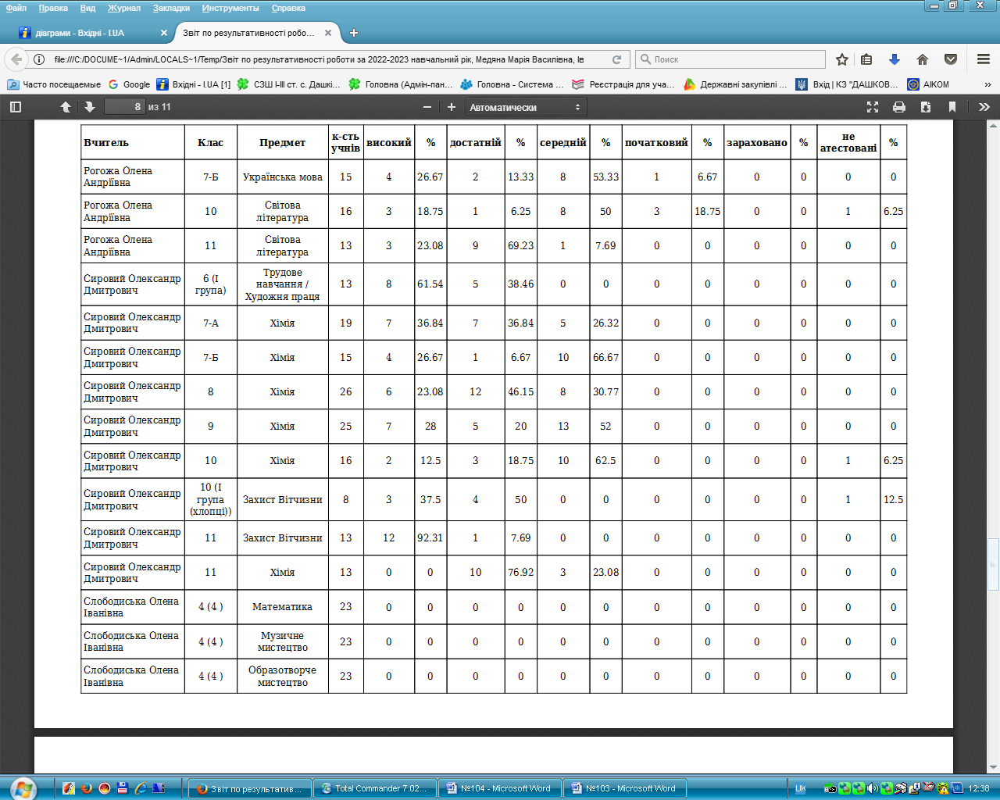 Файл Правка Вид Журнал Закладки Инструменты Справка
діаграми - Вхідні - I.UA
Звіт по результативності робо...
file:///C:/DOCUME~1/Admin/LOCALS~1/Temp/Звіт по результативності роботи за 2022-2023 навчальний рік, Медяна Марія Василівна, Ів
Поиск
Часто посещаемые Google Вхідні - I.UA [1] СЗШ І-ІІІ ст. с. Дашкі... Головна (Адмін-пан... Головна - Система ... Реєстрація для уча... Державні закупівлі ... Вхід | КЗ "ДАШКОВ... АІКОМ
8 из 11 Автоматически
Вчитель Клас Предмет к-сть учнів високий % достатній % середній % початковий % зараховано % не атестовані %
Рогожа Олена Андріївна 7-Б Українська мова 15 4 26.67 2 13.33 8 53.33 1 6.67 0 0 0 0
Рогожа Олена Андріївна 10 Світова література 16 3 18.75 1 6.25 8 50 3 18.75 0 0 1 6.25
Рогожа Олена Андріївна 11 Світова література 13 3 23.08 9 69.23 1 7.69 0 0 0 0 0 0
Сировий Олександр Дмитрович 6 (І група) Трудове навчання / Художня праця 13 8 61.54 5 38.46 0 0 0 0 0 0 0 0
Сировий Олександр Дмитрович 7-А Хімія 19 7 36.84 7 36.84 5 26.32 0 0 0 0 0 0
Сировий Олександр Дмитрович 7-Б Хімія 15 4 26.67 1 6.67 10 66.67 0 0 0 0 0 0
Сировий Олександр Дмитрович 8 Хімія 26 6 23.08 12 46.15 8 30.77 0 0 0 0 0 0
Сировий Олександр Дмитрович 9 Хімія 25 7 28 5 20 13 52 0 0 0 0 0 0
Сировий Олександр Дмитрович 10 Хімія 16 2 12.5 3 18.75 10 62.5 0 0 0 0 1 6.25
Сировий Олександр Дмитрович 10 (І група (хлопці)) Захист Вітчизни 8 3 37.5 4 50 0 0 0 0 0 0 1 12.5
Сировий Олександр Дмитрович 11 Захист Вітчизни 13 12 92.31 1 7.69 0 0 0 0 0 0 0 0
Сировий Олександр Дмитрович 11 Хімія 13 0 0 10 76.92 3 23.08 0 0 0 0 0 0
Слободиська Олена Іванівна 4 (4 ) Математика 23 0 0 0 0 0 0 0 0 0 0 0 0
Слободиська Олена Іванівна 4 (4 ) Музичне мистецтво 23 0 0 0 0 0 0 0 0 0 0 0 0
Слободиська Олена Іванівна 4 (4 ) Образотворче мистецтво 23 0 0 0 0 0 0 0 0 0 0 0 0
Звіт по результатив... Total Commander 7.02... №104 - Microsoft Word №103 - Microsoft Word Uk 12:38